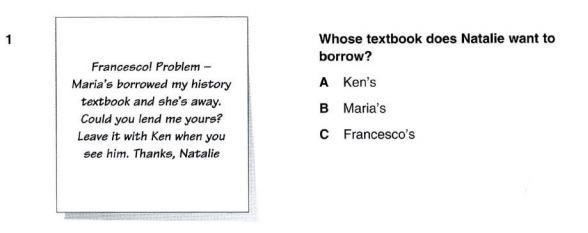 1
Francesco! Problem –
Maria's borrowed my history
textbook and she's away.
Could you lend me yours?
Leave it with Ken when you
see him. Thanks, Natalie
Whose textbook does Natalie want to
borrow?
A Ken's
B Maria's
C Francesco's